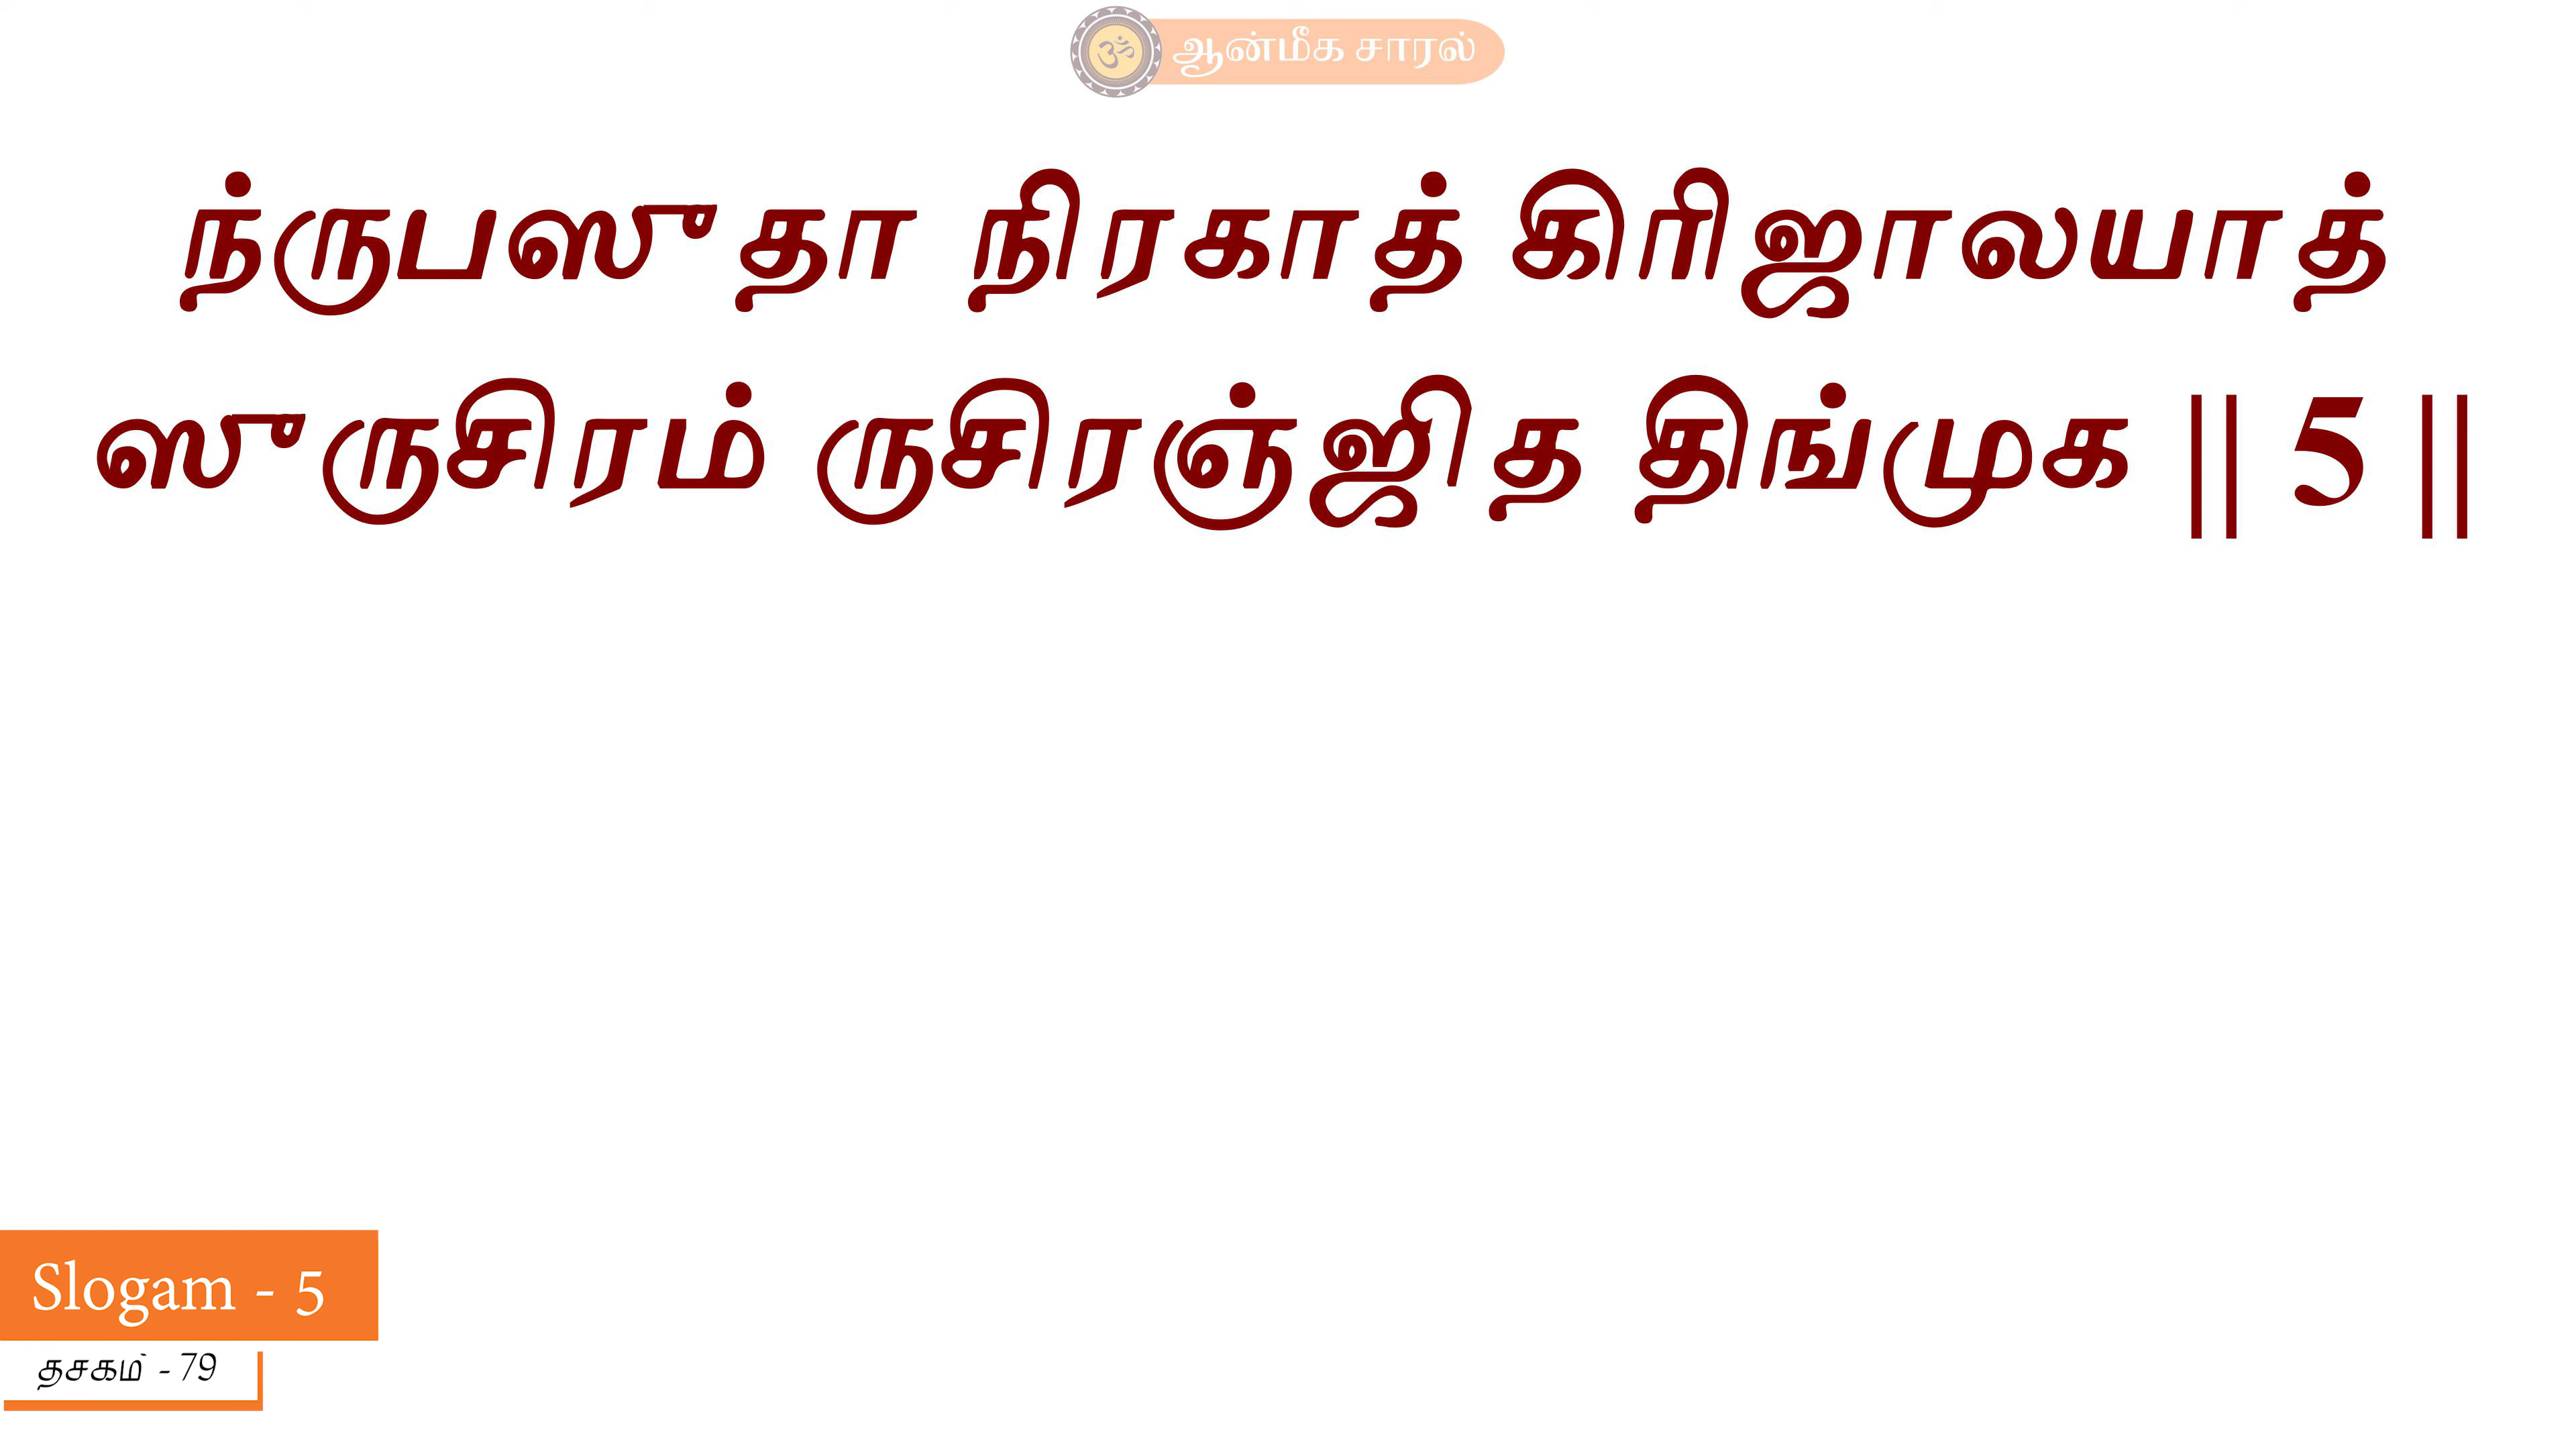 ஆன்மீக சாரல்
ந்ருபஸுதா நிரகாத் கிரிஜாலயாத்
ஸுருசிரம் ருசிரஞ்ஜித திங்முக || 5 ||
Slogam - 5
தசகம் - 79